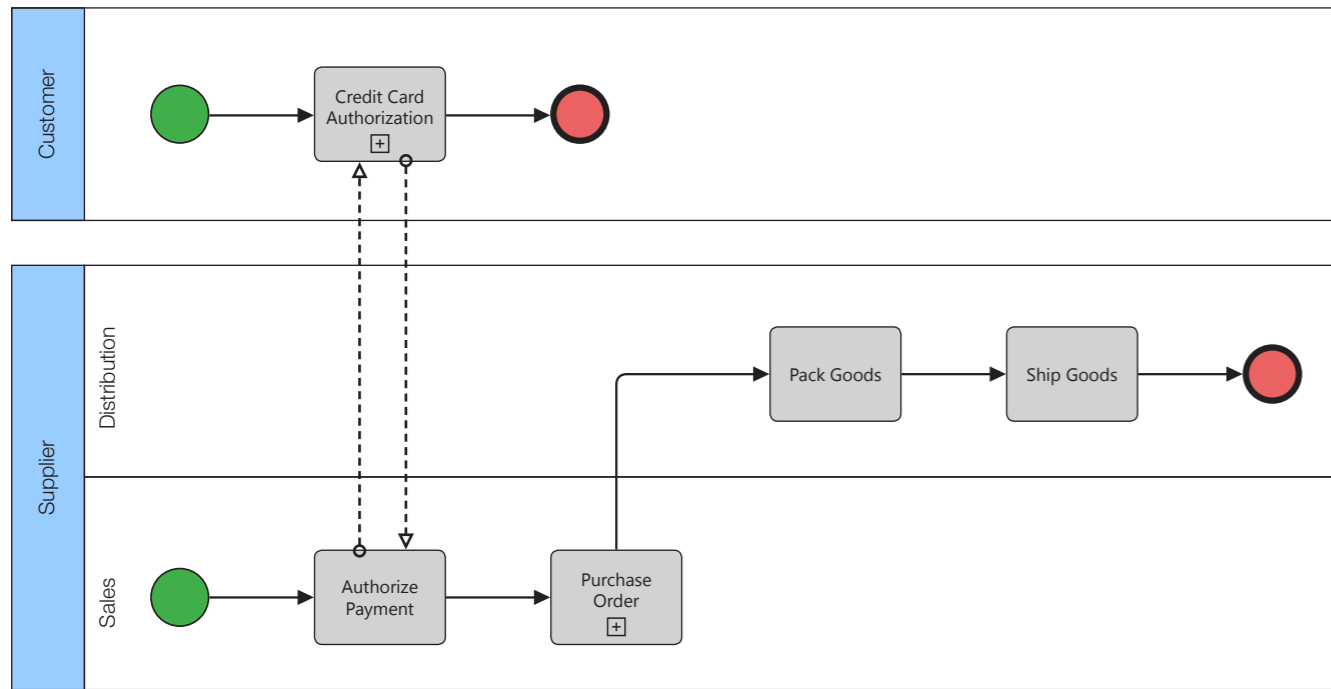 Customer
Credit Card
Authorization
Supplier
Distribution
Pack Goods
Ship Goods
Sales
Authorize
Payment
Purchase
Order